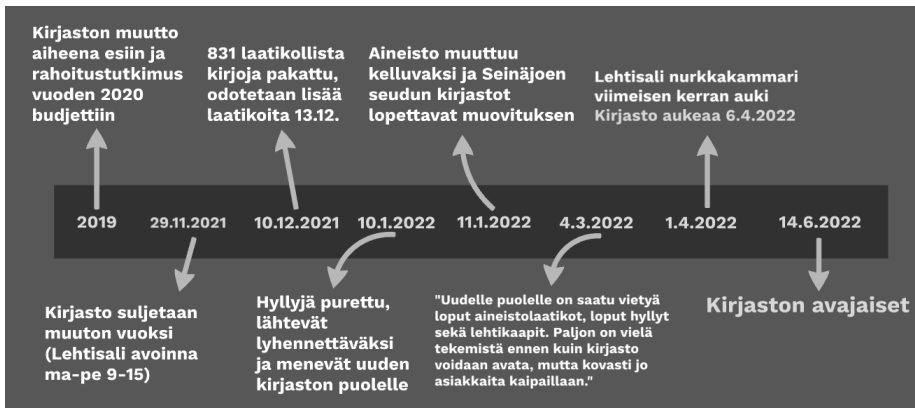 Kirjaston muutto
aiheena esiin ja
rahoitustutkimus
vuoden 2020
budjettiin
831 laatikollista
kirjoja pakattu,
odotetaan lisää
laatikoita 13.12.
Aineisto muuttuu
kelluvaksi ja Seinäjoen
seudun kirjastot
lopettavat muovituksen
Lehtisali nurkkakammari
viimeisen kerran auki
Kirjasto aukeaa 6.4.2022
2019
29.11.2021
10.12.2021
10.1.2022
11.1.2022
4.3.2022
1.4.2022
14.6.2022
Kirjasto suljetaan
muuton vuoksi
(Lehtisali avoinna
ma-pe 9-15)
Hyllyjä purettu,
lähtevät
lyhennettäväksi
ja menevät uuden
kirjaston puolelle
"Uudelle puolelle on saatu vietyä
loput aineistolaatikot, loput hyllyt
sekä lehtikaapit. Paljon on vielä
tekemistä ennen kuin kirjasto
voidaan avata, mutta kovasti jo
asiakkaita kaipaillaan."
Kirjaston avajaiset